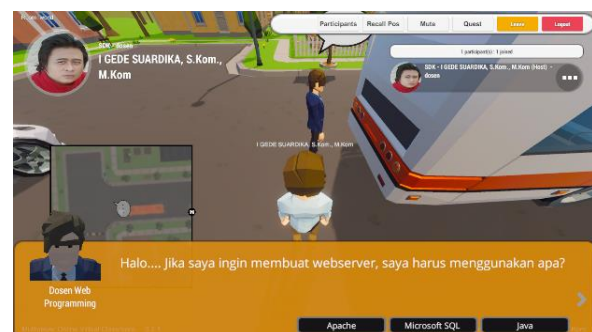 Participants Recall Pos Mute Quest Leave Logout
SDK - dosen
I GEDE SUARDIKA, S.Kom.,
M.Kom
1 participant(s) 1 joined
SDK - I GEDE SUARDIKA, S.Kom., M.Kom (Host) -
dosen
I GEDE SUARDIKA, S.Kom., M.Kom
Halo.... Jika saya ingin membuat webserver, saya harus menggunakan apa?
Dosen Web
Programming
Apache Microsoft SQL Java